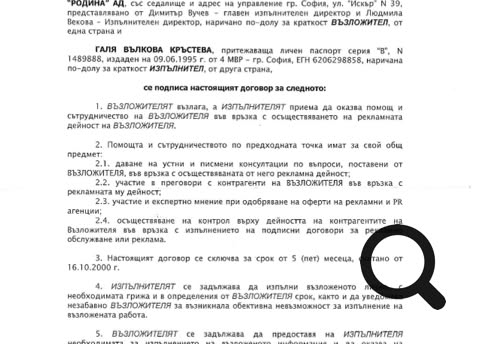 "РОДИНА" АД, със седалище и адрес на управление гр. София, ул. "Искър" N 39,
представлявано от Димитър Вучев – главен изпълнителен директор и Людмила
Векова – Изпълнителен директор, наричано по-долу за краткост ВЪЗЛОЖИТЕЛ, от
една страна и
ГАЛЯ ВЪЛКОВА КРЪСТЕВА, притежаваща личен паспорт серия "В", N
1489888, издаден на 09.06.1995 г. от 4 МВР – гр. София, ЕГН 6206298858, наричана
по-долу за краткост ИЗПЪЛНИТЕЛ, от друга страна,
се подписа настоящият договор за следното:
1. ВЪЗЛОЖИТЕЛЯТ възлага, а ИЗПЪЛНИТЕЛЯТ приема да оказва помощ и
сътрудничество на ВЪЗЛОЖИТЕЛЯ във връзка с осъществяването на рекламната
дейност на ВЪЗЛОЖИТЕЛЯ.
2. Помощта и сътрудничеството по предходната точка имат за свой общ
предмет:
2.1. даване на устни и писмени консултации по въпроси, поставени от
ВЪЗЛОЖИТЕЛЯ, във връзка с осъществяваната от него рекламна дейност;
2.2. участие в преговори с контрагенти на ВЪЗЛОЖИТЕЛЯ във връзка с
рекламната му дейност;
2.3. участие и експертно мнение при одобряване на оферти на рекламни и PR
агенции;
2.4. осъществяване на контрол върху дейността на контрагентите на
Възложителя във връзка с изпълнението на подписни договори за
обслужване или реклама.
3. Настоящият договор се сключва за срок от 5 (пет) месеца, от
16.10.2000 г.
4. ИЗПЪЛНИТЕЛЯТ се задължава да изпълни възложеното с
необходимата грижа и в определения от ВЪЗЛОЖИТЕЛЯ срок, както и да
незабавно ВЪЗЛОЖИТЕЛЯ за възникнала обективна невъзможност за изпълнение на
възложената работа.
5. ВЪЗЛОЖИТЕЛЯТ се задължава да предоставя на ИЗПЪЛНИТЕЛЯ